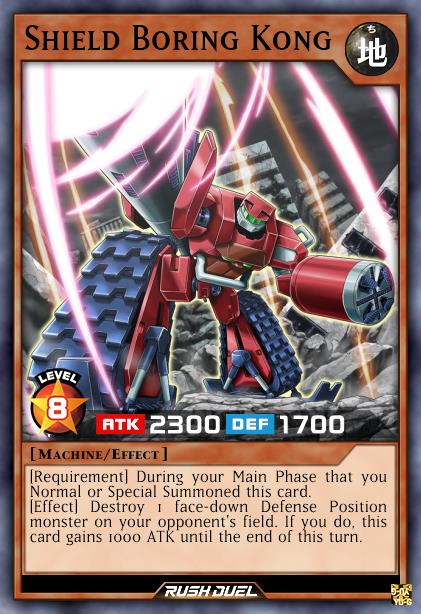 Shield Boring Kong
ち
地
LEVEL
8
ATK 2300 DEF 1700
[Machine/Effect]
[Requirement] During your Main Phase that you
Normal or Special Summoned this card.
[Effect] Destroy 1 face-down Defense Position
monster on your opponent's field. If you do, this
card gains 1000 ATK until the end of this turn.
RUSH DUEL